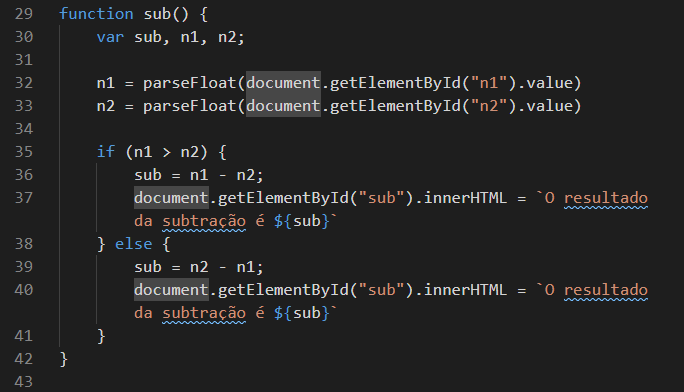 29 function sub() {
30     var sub, n1, n2;
31
32     n1 = parseFloat(document.getElementById("n1").value)
33     n2 = parseFloat(document.getElementById("n2").value)
34
35     if (n1 > n2) {
36         sub = n1 - n2;
37         document.getElementById("sub").innerHTML = `O resultado
           da subtração é ${sub}`
38     } else {
39         sub = n2 - n1;
40         document.getElementById("sub").innerHTML = `O resultado
           da subtração é ${sub}`
41     }
42 }
43